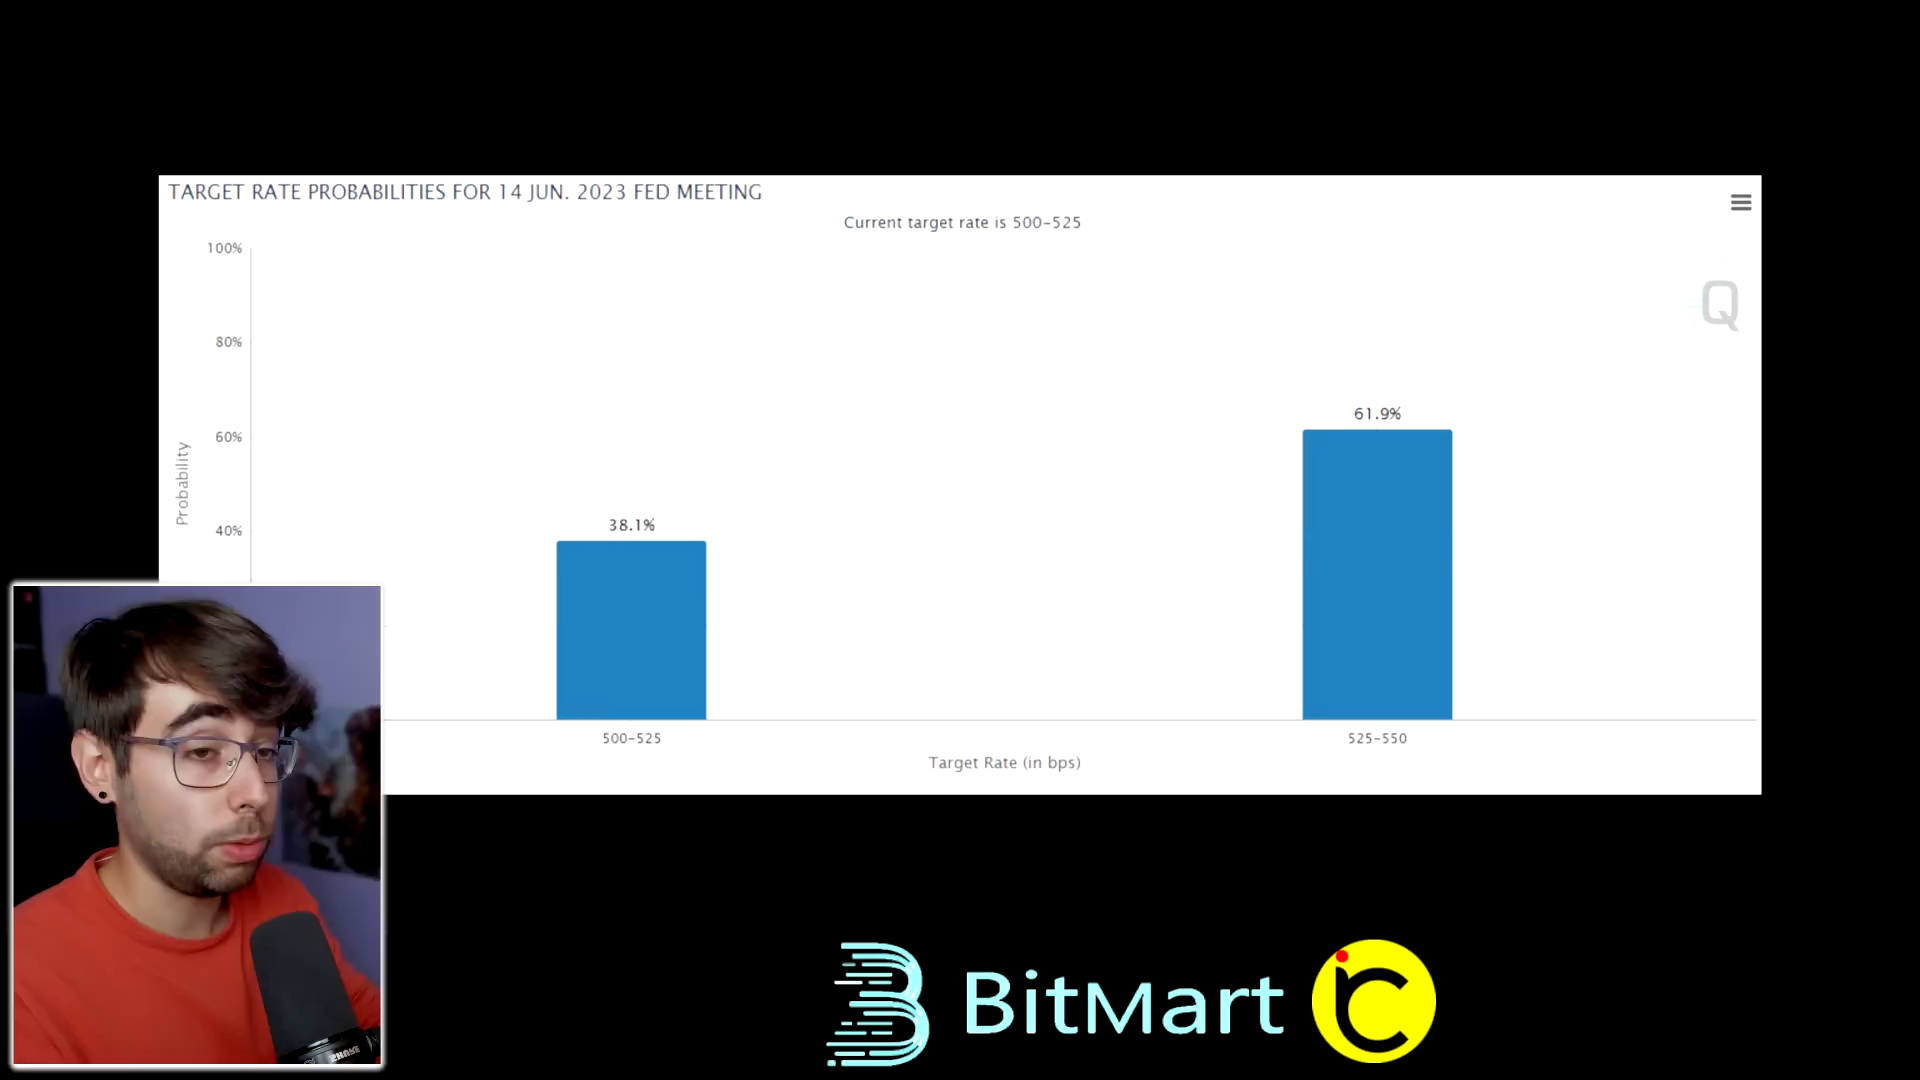 TARGET RATE PROBABILITIES FOR 14 JUN. 2023 FED MEETING
Current target rate is 500-525
100%
80%
60%
40%
Probability
Q
38.1%
61.9%
500-525
525-550
Target Rate (in bps)
SHURE
BitMart